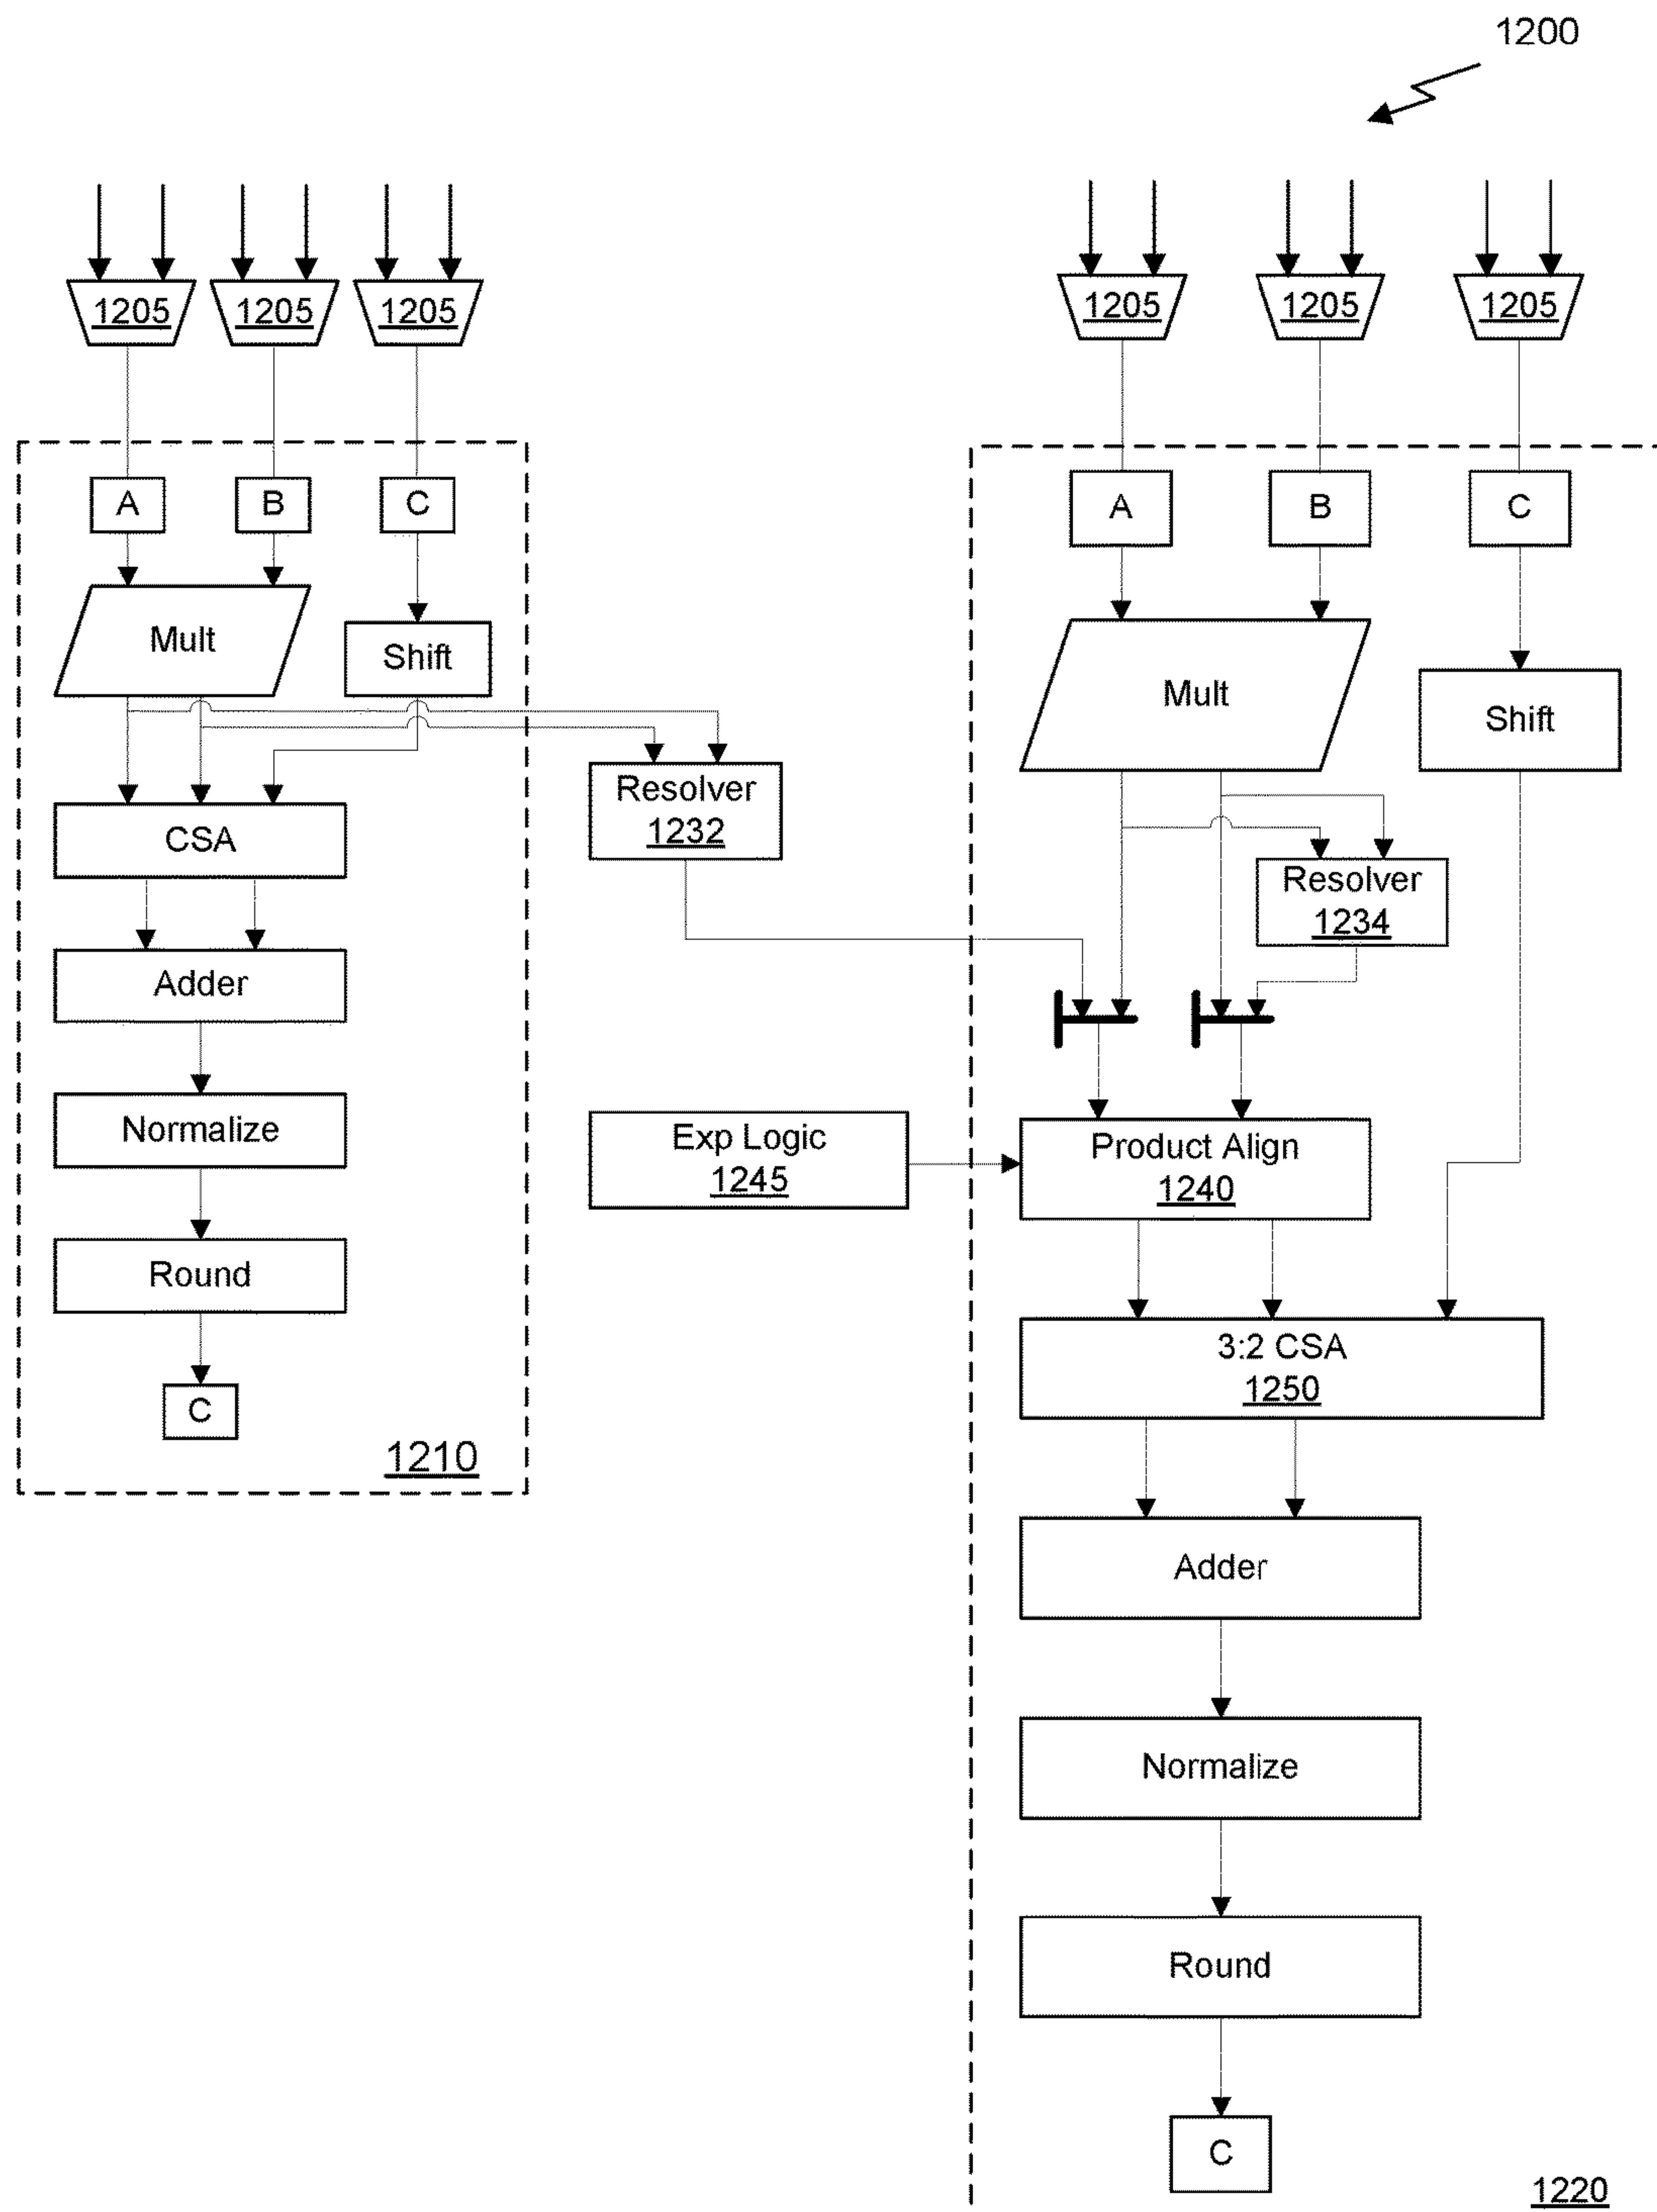 1200
1205
1205
1205
1205
1205
1205
A
B
C
Mult
Shift
CSA
Adder
Normalize
Round
C
1210
Resolver
1232
Exp Logic
1245
A
B
C
Mult
Shift
Resolver
1234
Product Align
1240
3:2 CSA
1250
Adder
Normalize
Round
C
1220